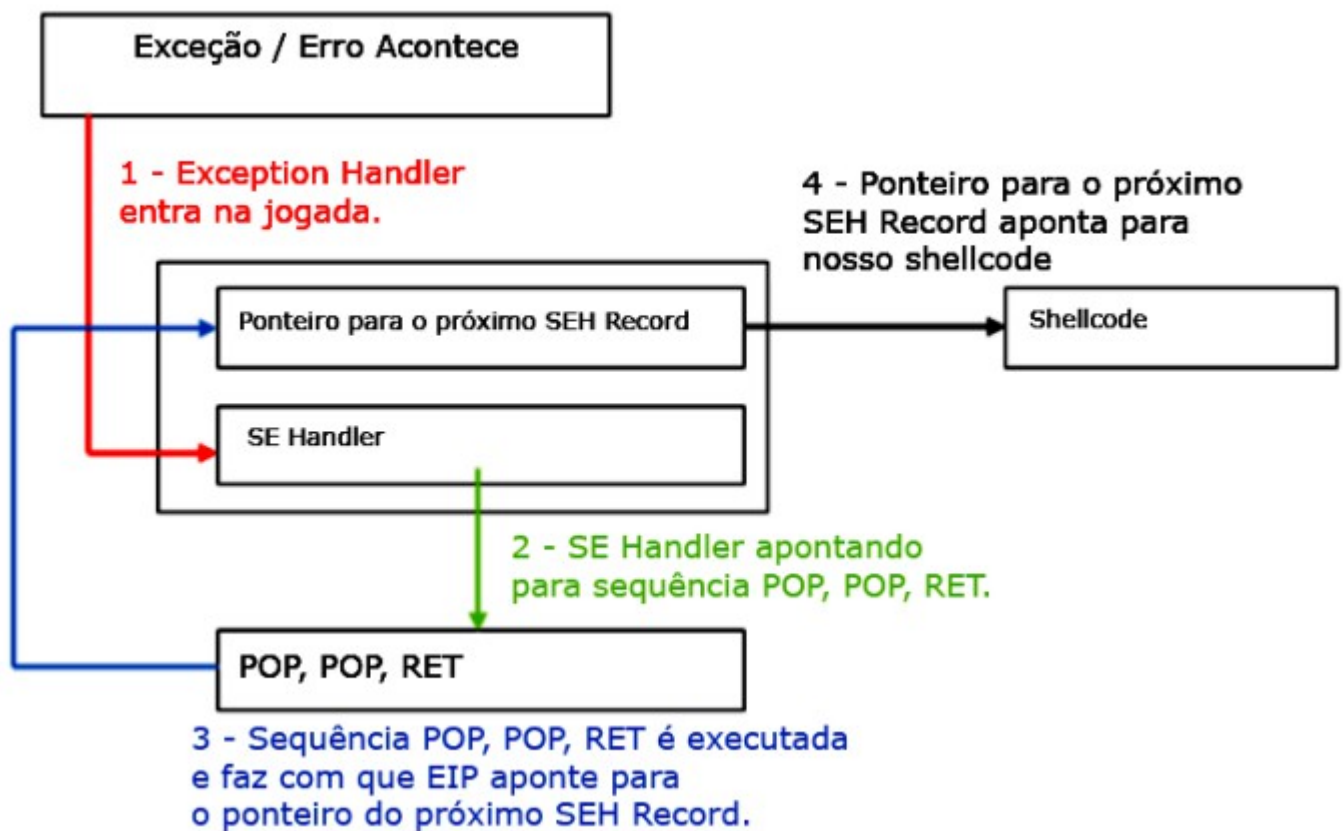 Exceção / Erro Acontece
1 - Exception Handler
entra na jogada.
4 - Ponteiro para o próximo
SEH Record aponta para
nosso shellcode
Ponteiro para o próximo SEH Record
Shellcode
SE Handler
2 - SE Handler apontando
para sequência POP, POP, RET.
POP, POP, RET
3 - Sequência POP, POP, RET é executada
e faz com que EIP aponte para
o ponteiro do próximo SEH Record.